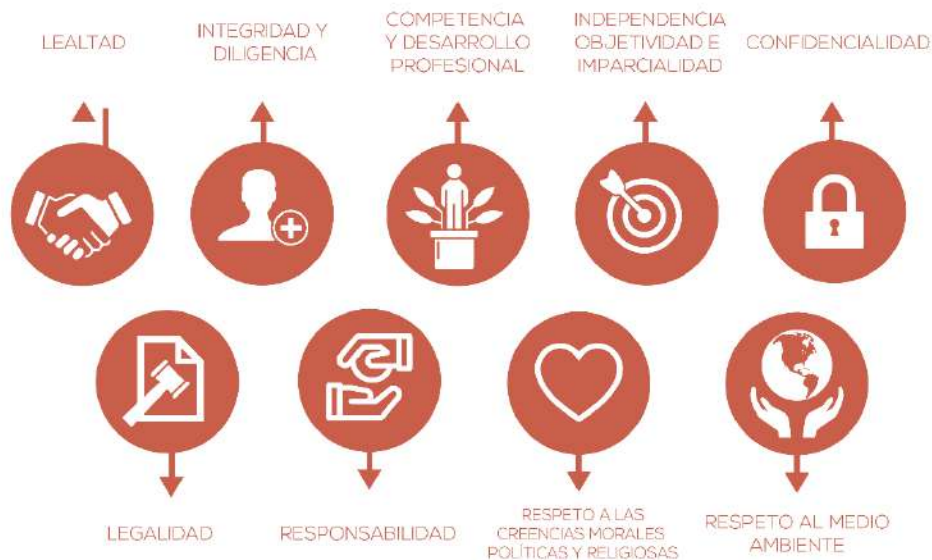 LEALTAD
INTEGRIDAD Y
DILIGENCIA
COMPETENCIA
Y DESARROLLO
PROFESIONAL
INDEPENDENCIA
OBJETIVIDAD E
IMPARCIALIDAD
CONFIDENCIALIDAD
LEGALIDAD
RESPONSABILIDAD
RESPETO A LAS
CREENCIAS MORALES
POLÍTICAS Y RELIGIOSAS
RESPETO AL MEDIO
AMBIENTE